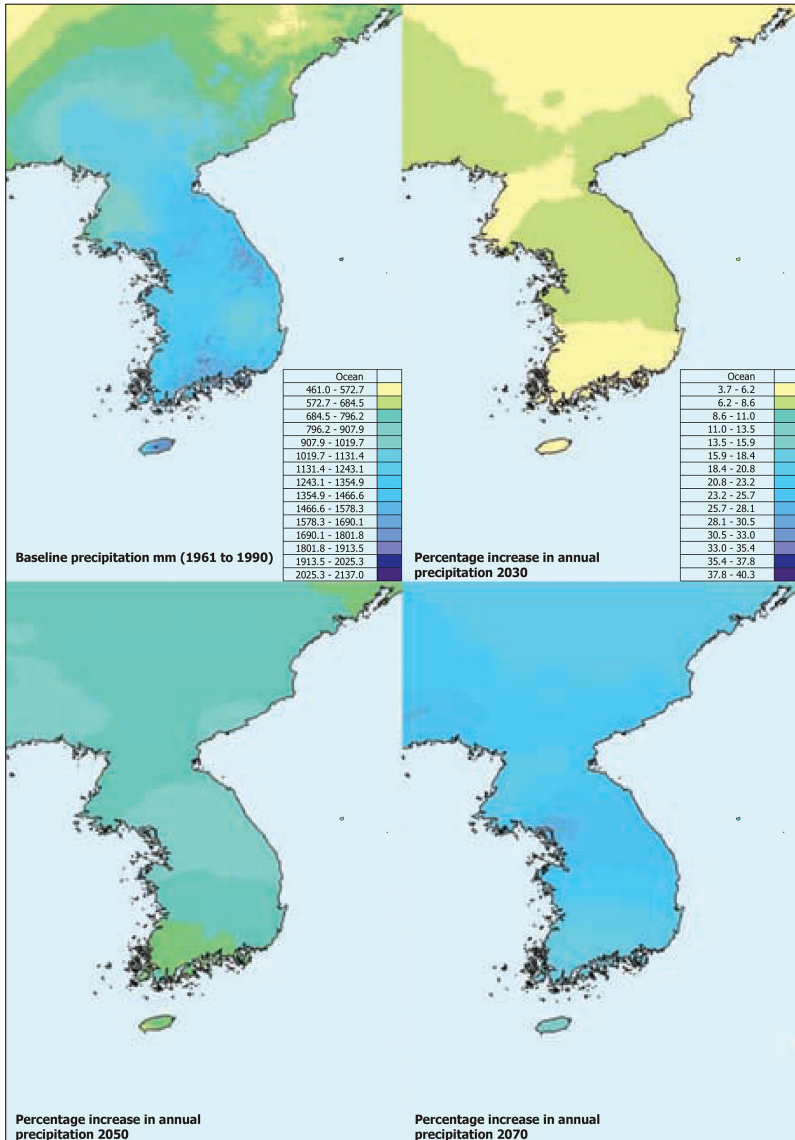 Ocean
461.0 - 572.7
572.7 - 684.5
684.5 - 796.2
796.2 - 907.9
907.9 - 1019.7
1019.7 - 1131.4
1131.4 - 1243.1
1243.1 - 1354.9
1354.9 - 1466.6
1466.6 - 1578.3
1578.3 - 1690.1
1690.1 - 1801.8
1801.8 - 1913.5
1913.5 - 2025.3
2025.3 - 2137.0
Baseline precipitation mm (1961 to 1990)
Ocean
3.7 - 6.2
6.2 - 8.6
8.6 - 11.0
11.0 - 13.5
13.5 - 15.9
15.9 - 18.4
18.4 - 20.8
20.8 - 23.2
23.2 - 25.7
25.7 - 28.1
28.1 - 30.5
30.5 - 33.0
33.0 - 35.4
35.4 - 37.8
37.8 - 40.3
Percentage increase in annual
precipitation 2030
Percentage increase in annual
precipitation 2050
Percentage increase in annual
precipitation 2070